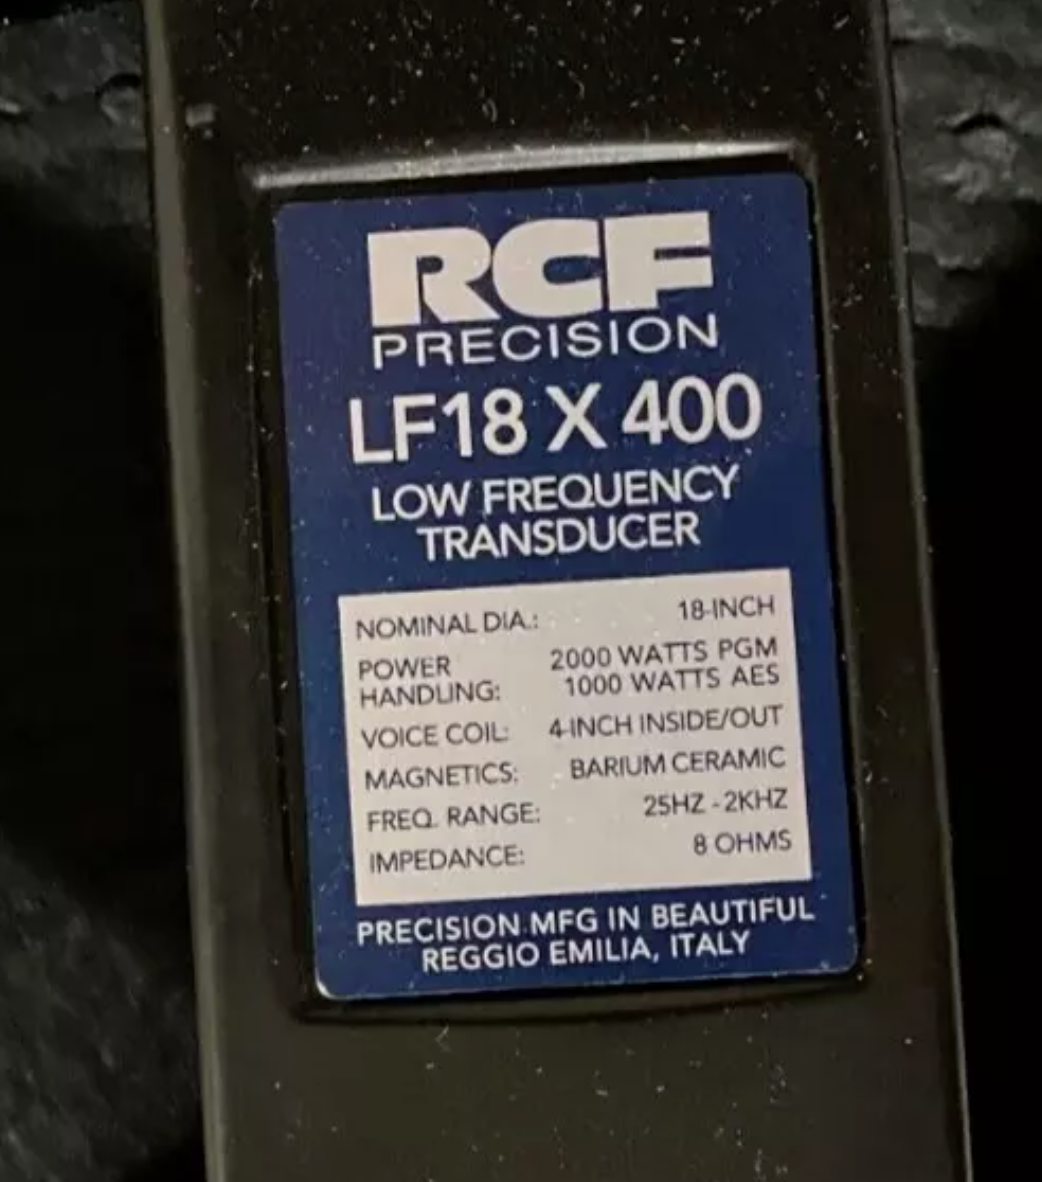 RCF
PRECISION
LF18 X 400
LOW FREQUENCY
TRANSDUCER
NOMINAL DIA.: 18-INCH
POWER 2000 WATTS PGM
HANDLING: 1000 WATTS AES
VOICE COIL: 4-INCH INSIDE/OUT
MAGNETICS: BARIUM CERAMIC
FREQ. RANGE: 25HZ - 2KHZ
IMPEDANCE: 8 OHMS
PRECISION MFG IN BEAUTIFUL
REGGIO EMILIA, ITALY